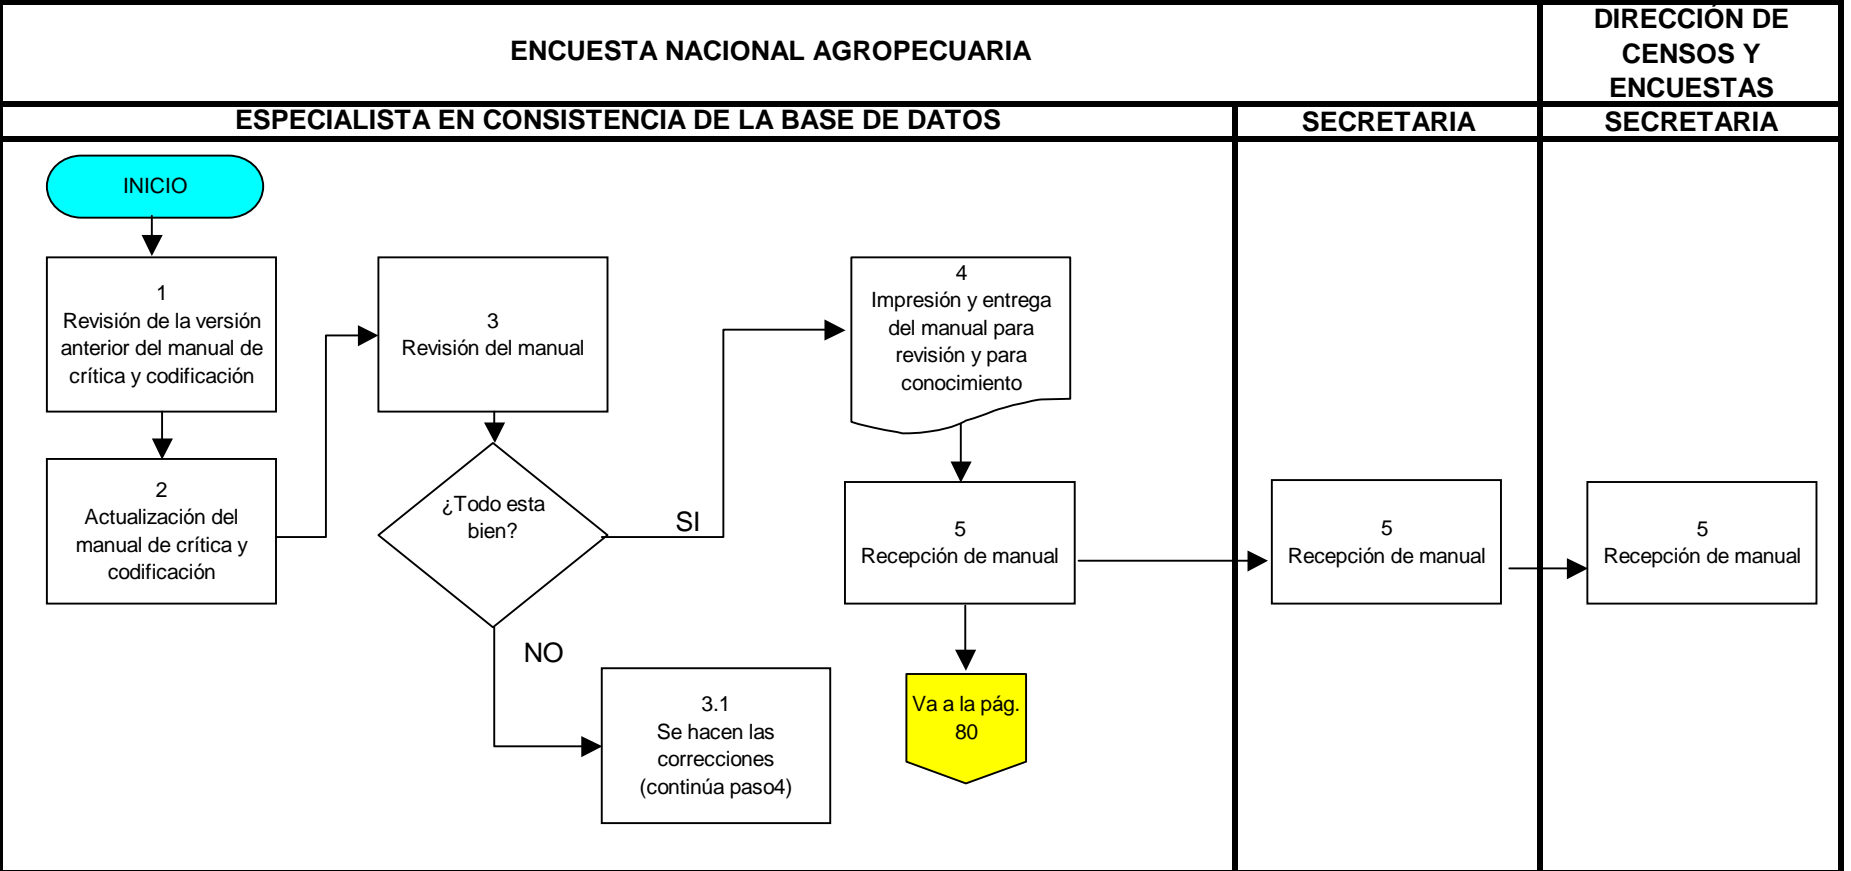 ENCUESTA NACIONAL AGROPECUARIA
DIRECCIÓN DE
CENSOS Y
ENCUESTAS
ESPECIALISTA EN CONSISTENCIA DE LA BASE DE DATOS
SECRETARIA
SECRETARIA
INICIO
1
Revisión de la versión
anterior del manual de
crítica y codificación
2
Actualización del
manual de crítica y
codificación
3
Revisión del manual
¿Todo esta
bien?
SI
NO
3.1
Se hacen las
correcciones
(continúa paso4)
4
Impresión y entrega
del manual para
revisión y para
conocimiento
5
Recepción de manual
Va a la pág.
80
5
Recepción de manual
5
Recepción de manual